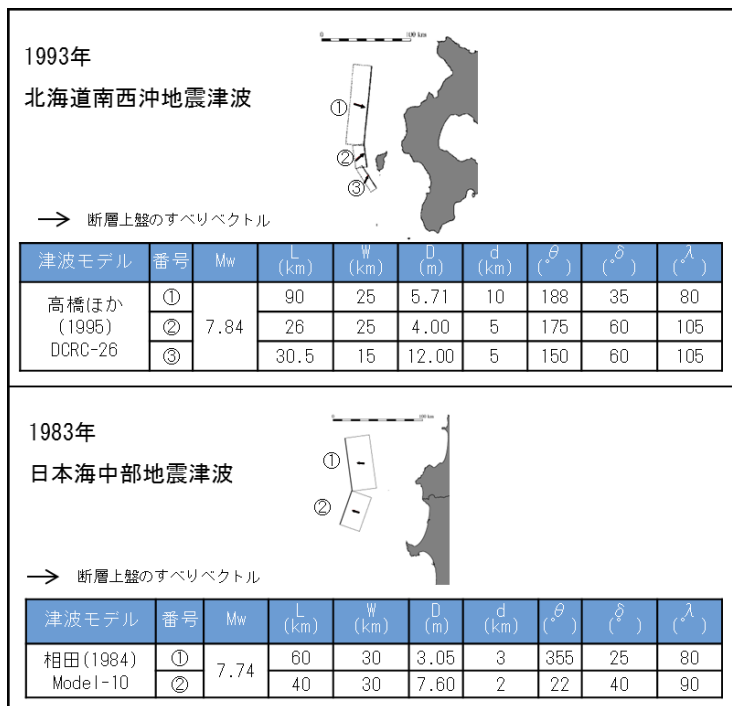 1993年
北海道南西沖地震津波
0 100 km
①
②
③
→ 断層上盤のすべりベクトル
津波モデル 番号 Mw L(km) W(km) D(m) d(km) θ(°) δ(°) λ(°)
高橋ほか(1995) DCRC-26 7.84
① 90 25 5.71 10 188 35 80
② 26 25 4.00 5 175 60 105
③ 30.5 15 12.00 5 150 60 105
1983年
日本海中部地震津波
0 100 km
①
②
→ 断層上盤のすべりベクトル
津波モデル 番号 Mw L(km) W(km) D(m) d(km) θ(°) δ(°) λ(°)
相田(1984) Model-10 7.74
① 60 30 3.05 3 355 25 80
② 40 30 7.60 2 22 40 90